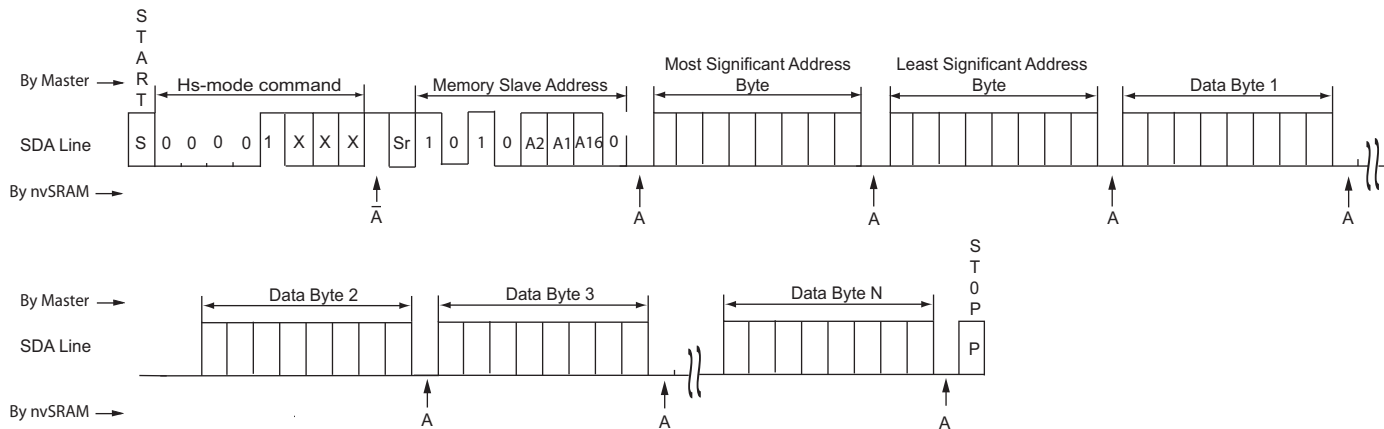 START
By Master
Hs-mode command
Memory Slave Address
Most Significant Address
Byte
Least Significant Address
Byte
Data Byte 1
SDA Line
S 0 0 0 0 1 X X X Sr 1 0 1 0 A2 A1 A16 0
By nvSRAM
A̅ A A A A
ST0P
By Master
Data Byte 2
Data Byte 3
Data Byte N
SDA Line
P
By nvSRAM
A A A